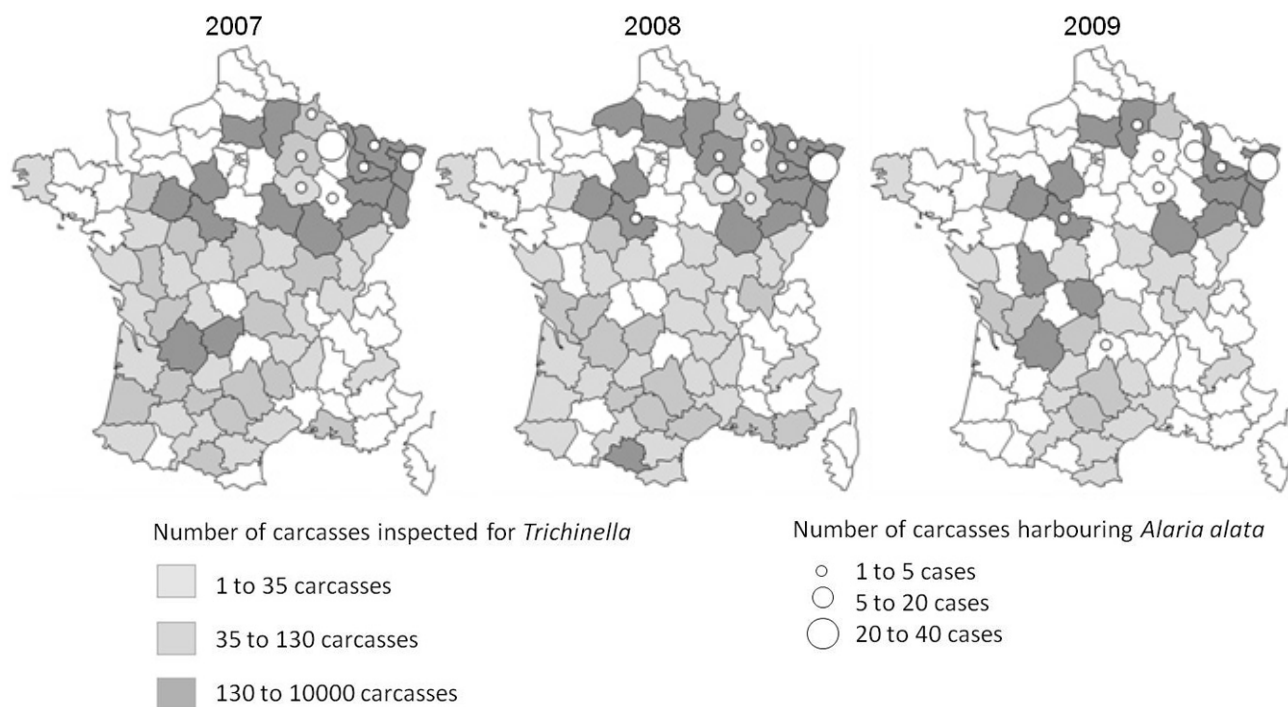 2007
2008
2009
Number of carcasses inspected for Trichinella
1 to 35 carcasses
35 to 130 carcasses
130 to 10000 carcasses
Number of carcasses harbouring Alaria alata
1 to 5 cases
5 to 20 cases
20 to 40 cases